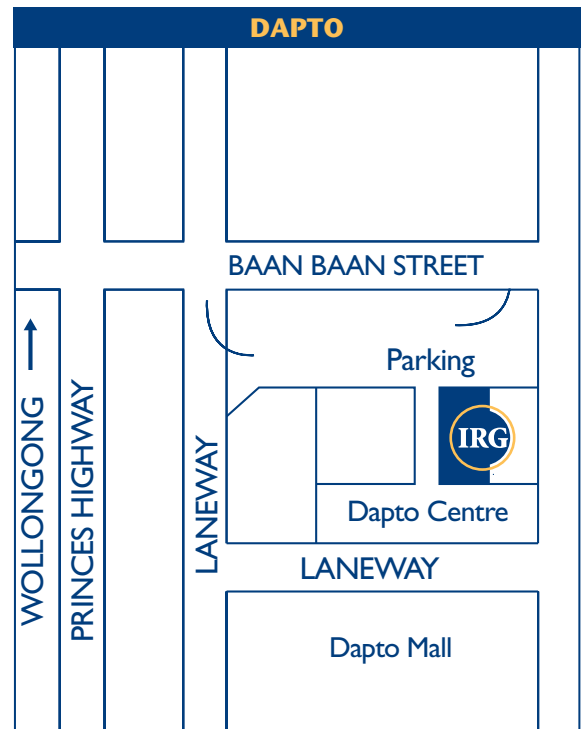 DAPTO
BAAN BAAN STREET
Parking
IRG
WOLLONGONG
PRINCES HIGHWAY
LANEWAY
Dapto Centre
LANEWAY
Dapto Mall